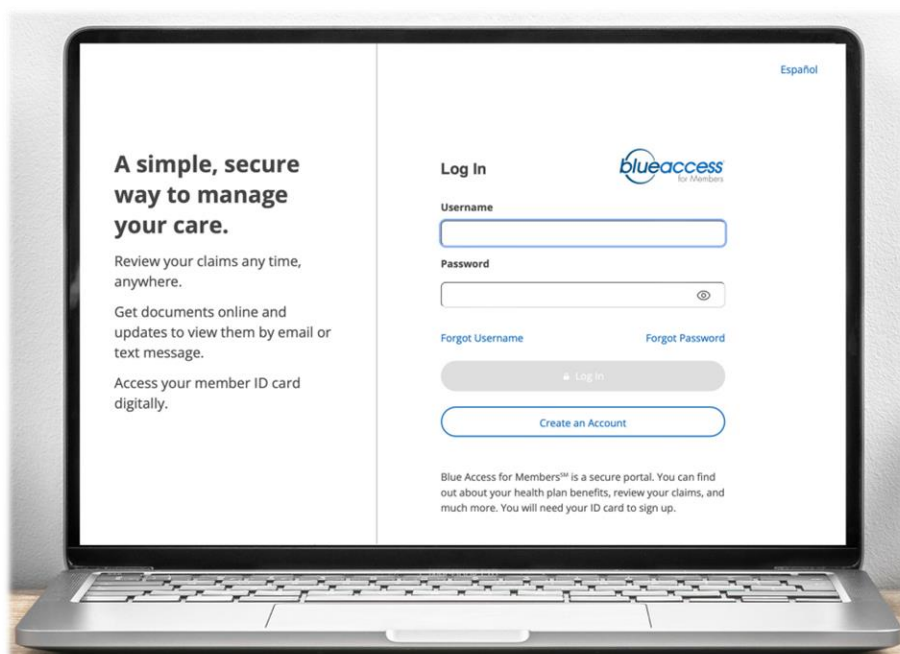 Español
A simple, secure
way to manage
your care.
Review your claims any time,
anywhere.
Get documents online and
updates to view them by email or
text message.
Access your member ID card
digitally.
Log In
blueaccess
for Members
Username
Password
Forgot Username
Forgot Password
Log In
Create an Account
Blue Access for Members℠ is a secure portal. You can find
out about your health plan benefits, review your claims, and
much more. You will need your ID card to sign up.